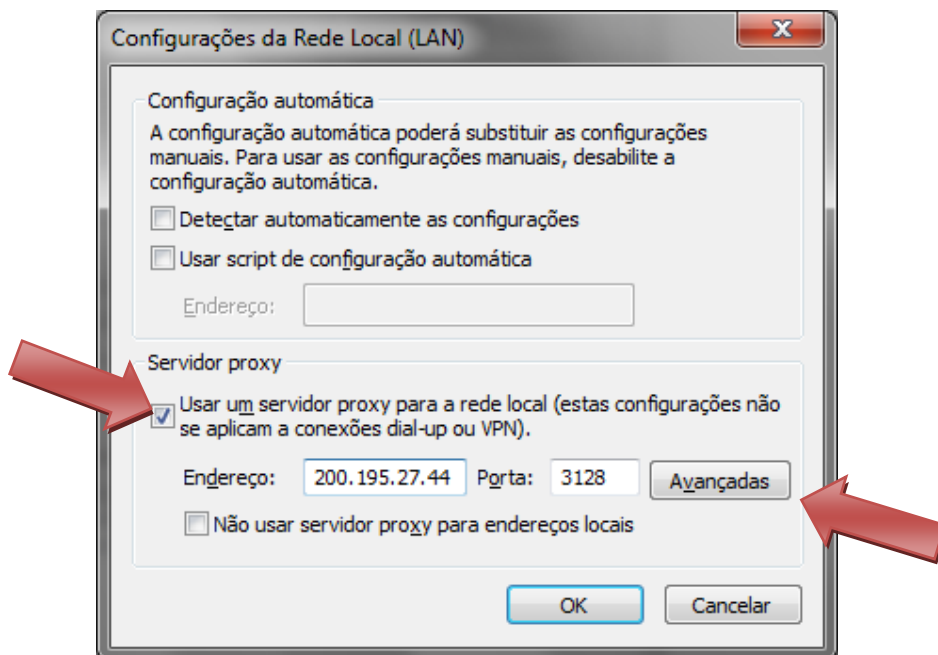 Configurações da Rede Local (LAN)
Configuração automática
A configuração automática poderá substituir as configurações
manuais. Para usar as configurações manuais, desabilite a
configuração automática.
Detectar automaticamente as configurações
Usar script de configuração automática
Endereço:
Servidor proxy
Usar um servidor proxy para a rede local (estas configurações não
se aplicam a conexões dial-up ou VPN).
Endereço: 200.195.27.44 Porta: 3128 Avançadas
Não usar servidor proxy para endereços locais
OK Cancelar